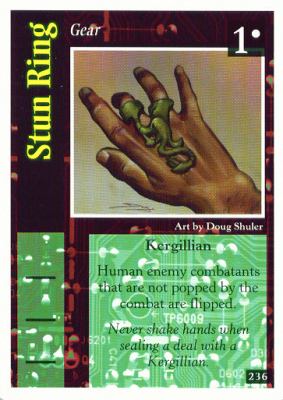 Stun Ring
Gear
1•
Art by Doug Shuler
Kergillian
Human enemy combatants
that are not popped by the
combat are flipped.
Never shake hands when
sealing a deal with a
Kergillian.
TP6009
236